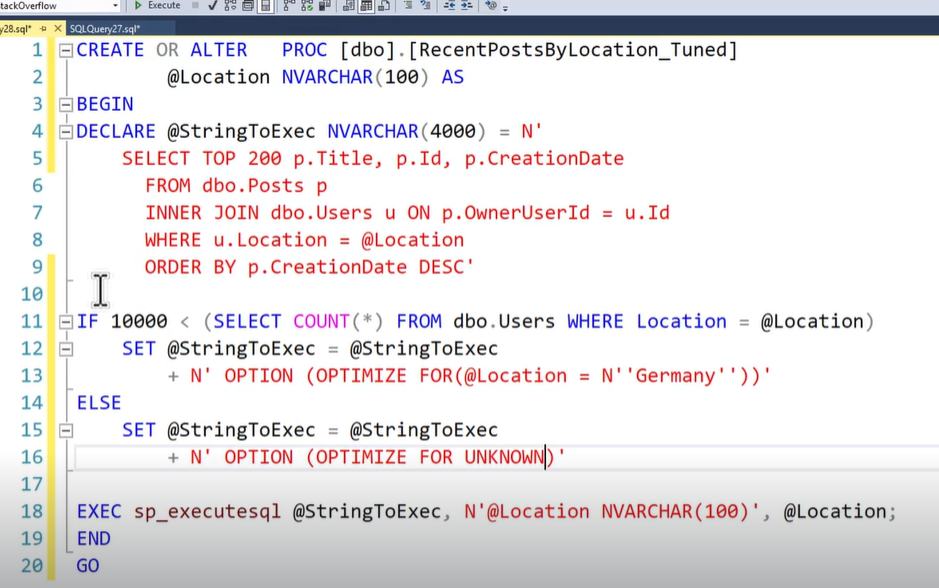 tackOverflow Execute
y28.sql* SQLQuery27.sql*
1 CREATE OR ALTER PROC [dbo].[RecentPostsByLocation_Tuned]
2 @Location NVARCHAR(100) AS
3 BEGIN
4 DECLARE @StringToExec NVARCHAR(4000) = N'
5 SELECT TOP 200 p.Title, p.Id, p.CreationDate
6 FROM dbo.Posts p
7 INNER JOIN dbo.Users u ON p.OwnerUserId = u.Id
8 WHERE u.Location = @Location
9 ORDER BY p.CreationDate DESC'
10
11 IF 10000 < (SELECT COUNT(*) FROM dbo.Users WHERE Location = @Location)
12 SET @StringToExec = @StringToExec
13 + N' OPTION (OPTIMIZE FOR(@Location = N''Germany''))'
14 ELSE
15 SET @StringToExec = @StringToExec
16 + N' OPTION (OPTIMIZE FOR UNKNOWN)'
17
18 EXEC sp_executesql @StringToExec, N'@Location NVARCHAR(100)', @Location;
19 END
20 GO